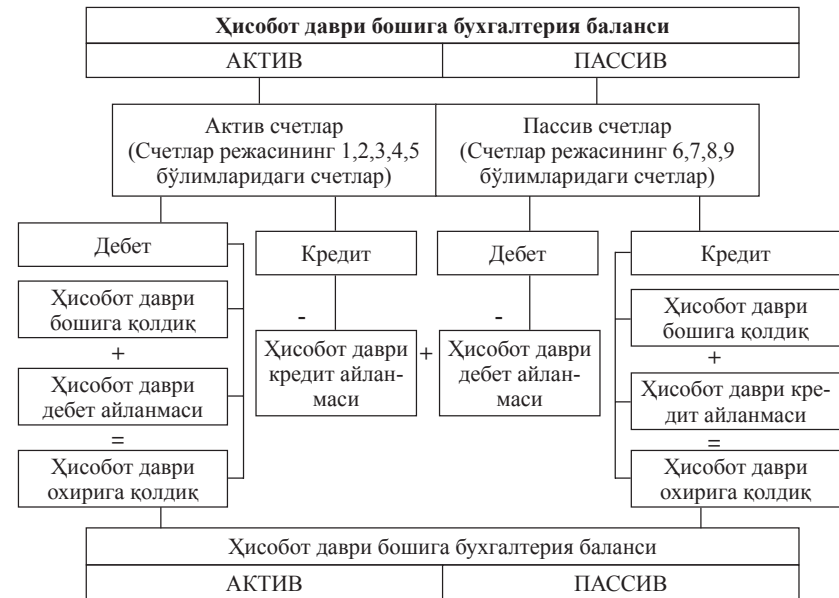 Ҳисобот даври бошига бухгалтерия баланси
АКТИВ ПАССИВ
Актив счетлар
(Счетлар режасининг 1,2,3,4,5
бўлимларидаги счетлар)
Пассив счетлар
(Счетлар режасининг 6,7,8,9
бўлимларидаги счетлар)
Дебет
Ҳисобот даври
бошига қолдиқ
+
Ҳисобот даври
дебет айланмаси
=
Ҳисобот даври
охирига қолдиқ
Кредит
-
Ҳисобот даври
кредит айлан-
маси
+
Дебет
-
Ҳисобот даври
дебет айлан-
маси
Кредит
Ҳисобот даври
бошига қолдиқ
+
Ҳисобот даври кре-
дит айланмаси
=
Ҳисобот даври
охирига қолдиқ
Ҳисобот даври бошига бухгалтерия баланси
АКТИВ ПАССИВ